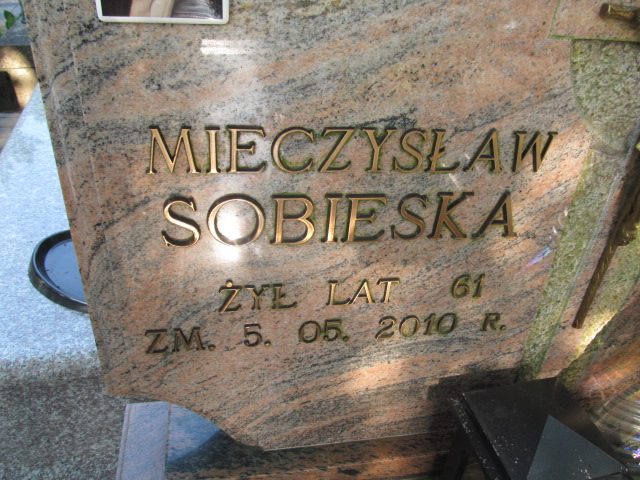 MIECZYSŁAW
SOBIESKA
ŻYŁ LAT 61
ZM. 5. 05. 2010 R.